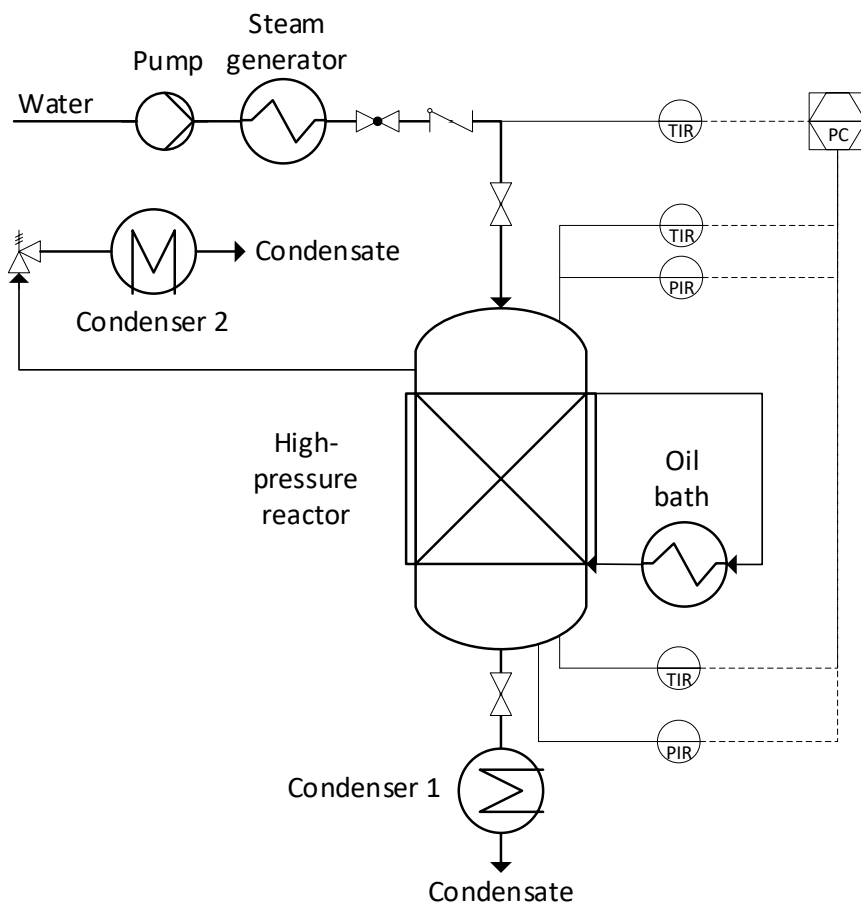 Steam
generator
Pump
Water
TIR
PC
TIR
Condensate
PIR
Condenser 2
High-
pressure
reactor
Oil
bath
TIR
PIR
Condenser 1
Condensate